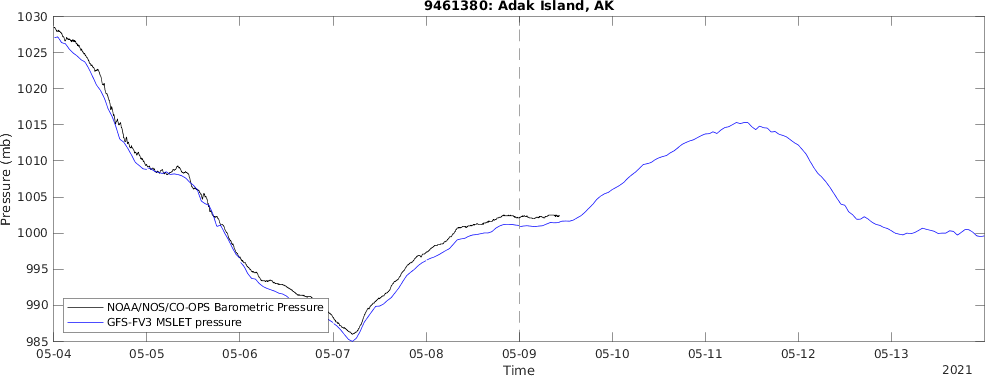 9461380: Adak Island, AK
Pressure (mb)
1030
1025
1020
1015
1010
1005
1000
995
990
985
NOAA/NOS/CO-OPS Barometric Pressure
GFS-FV3 MSLET pressure
05-04 05-05 05-06 05-07 05-08 05-09 05-10 05-11 05-12 05-13
Time
2021